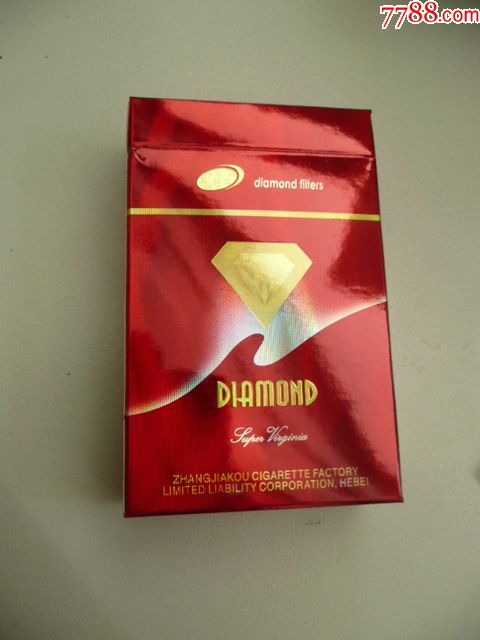 7788.com
diamond filters
DIAMOND
Super Virginia
ZHANGJIAKOU CIGARETTE FACTORY
LIMITED LIABILITY CORPORATION, HEBEI